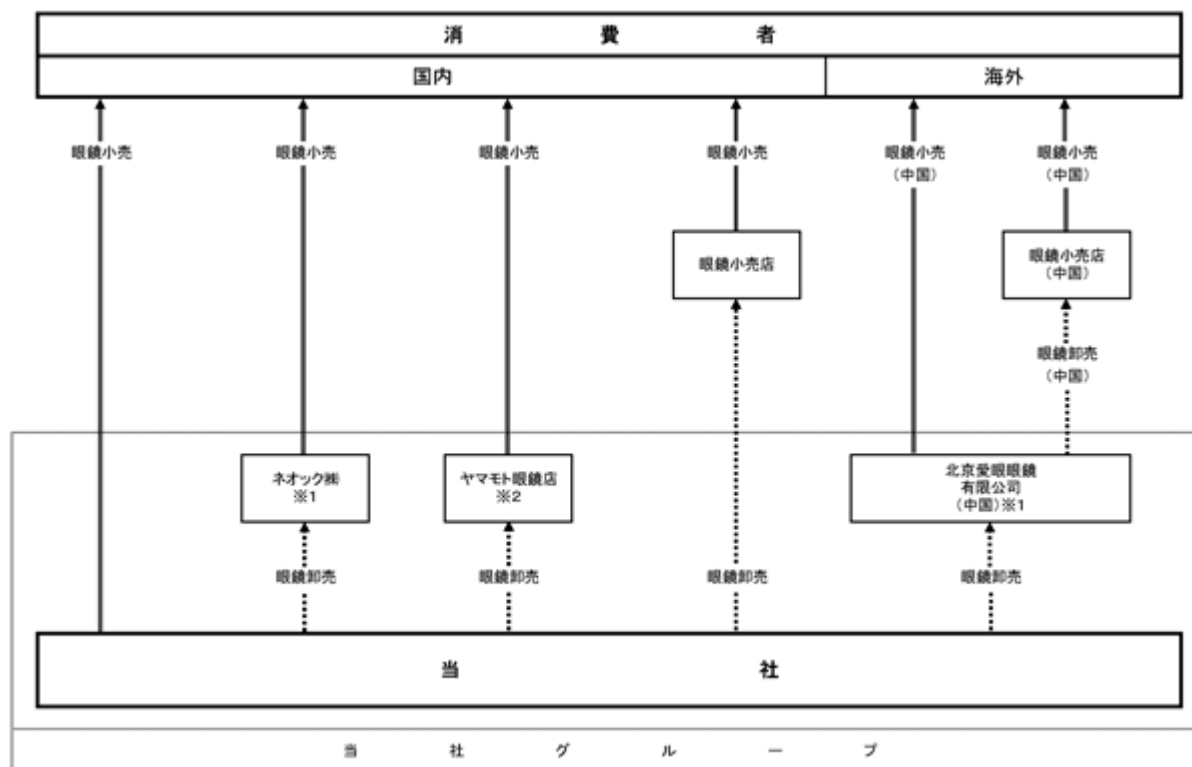 消費者
国内
海外
眼鏡小売
眼鏡小売
眼鏡小売
眼鏡小売
眼鏡小売
(中国)
眼鏡小売
(中国)
眼鏡小売店
眼鏡小売店
(中国)
眼鏡卸売
(中国)
ネオック㈱
※1
ヤマモト眼鏡店
※2
北京愛眼眼鏡
有限公司
(中国)※1
眼鏡卸売
眼鏡卸売
眼鏡卸売
眼鏡卸売
当社
当社グループ